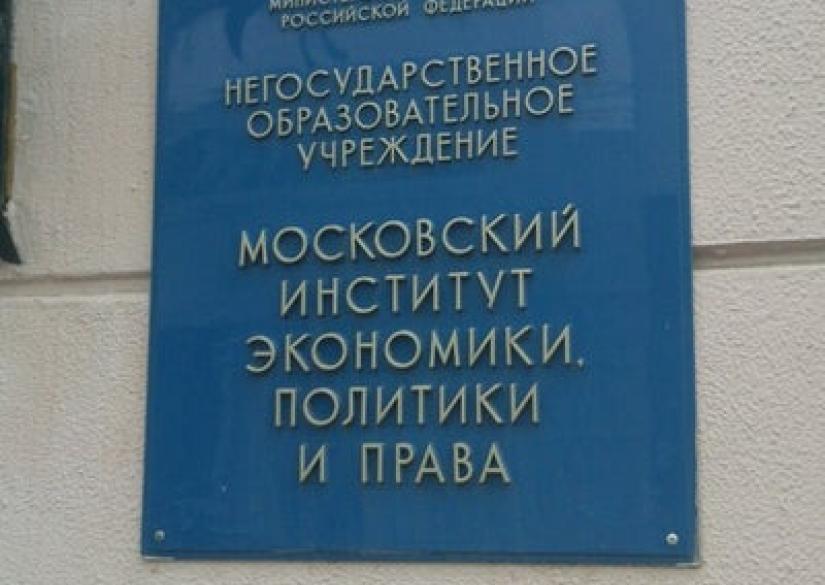 РОССИЙСКОЙ ФЕДЕРАЦИИ
НЕГОСУДАРСТВЕННОЕ
ОБРАЗОВАТЕЛЬНОЕ
УЧРЕЖДЕНИЕ
МОСКОВСКИЙ
ИНСТИТУТ
ЭКОНОМИКИ,
ПОЛИТИКИ
И ПРАВА